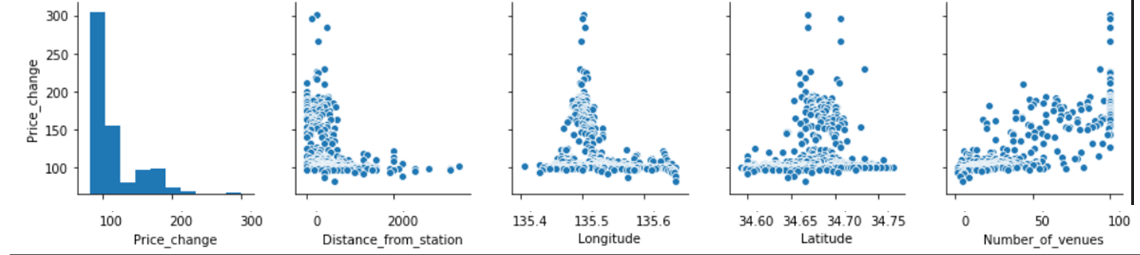 300
250
200
150
100
Price_change
100 200 300
Price_change
0 2000
Distance_from_station
135.4 135.5 135.6
Longitude
34.60 34.65 34.70 34.75
Latitude
0 50 100
Number_of_venues